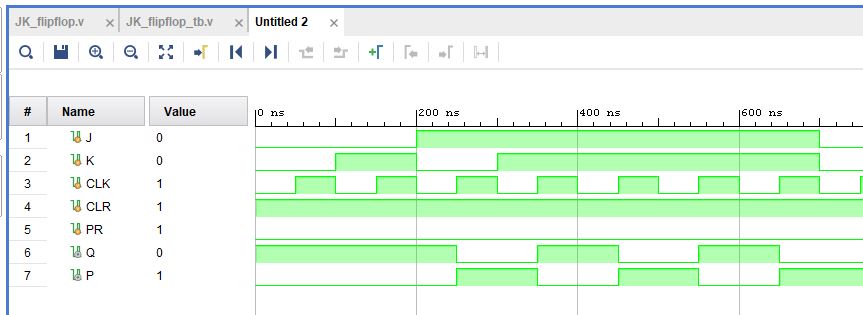 JK_flipflop.v × JK_flipflop_tb.v × Untitled 2 ×
# Name Value 0 ns 200 ns 400 ns 600 ns
1 J 0
2 K 0
3 CLK 1
4 CLR 1
5 PR 1
6 Q 0
7 P 1